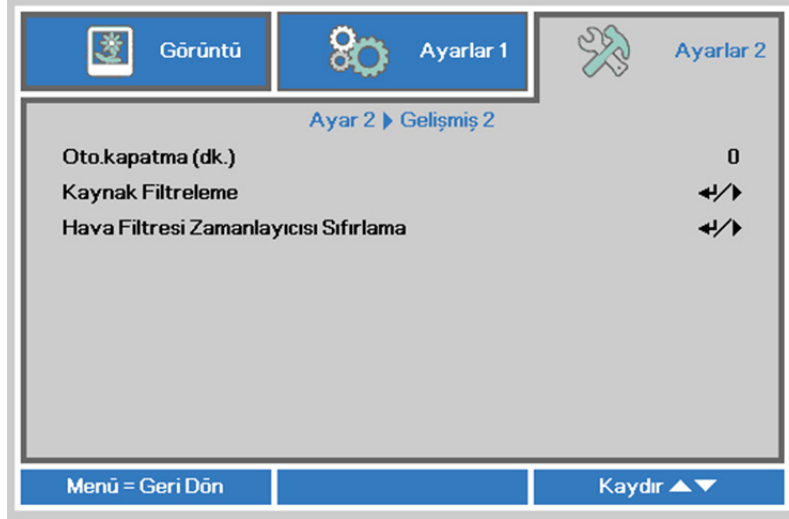 Görüntü
Ayarlar 1
Ayarlar 2
Ayar 2 ▶ Gelişmiş 2
Oto.kapatma (dk.) 0
Kaynak Filtreleme ↵/▶
Hava Filtresi Zamanlayıcısı Sıfırlama ↵/▶
Menü = Geri Dön
Kaydır ▲▼